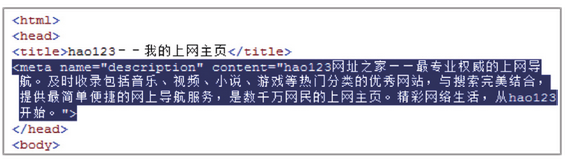 <html>
<head>
<title>hao123--我的上网主页</title>
<meta name="description" content="hao123网址之家--最专业权威的上网导
航。及时收录包括音乐、视频、小说、游戏等热门分类的优秀网站，与搜索完美结合，
提供最简单便捷的网上导航服务，是数千万网民的上网主页。精彩网络生活，从hao123
开始。">
</head>
<body>